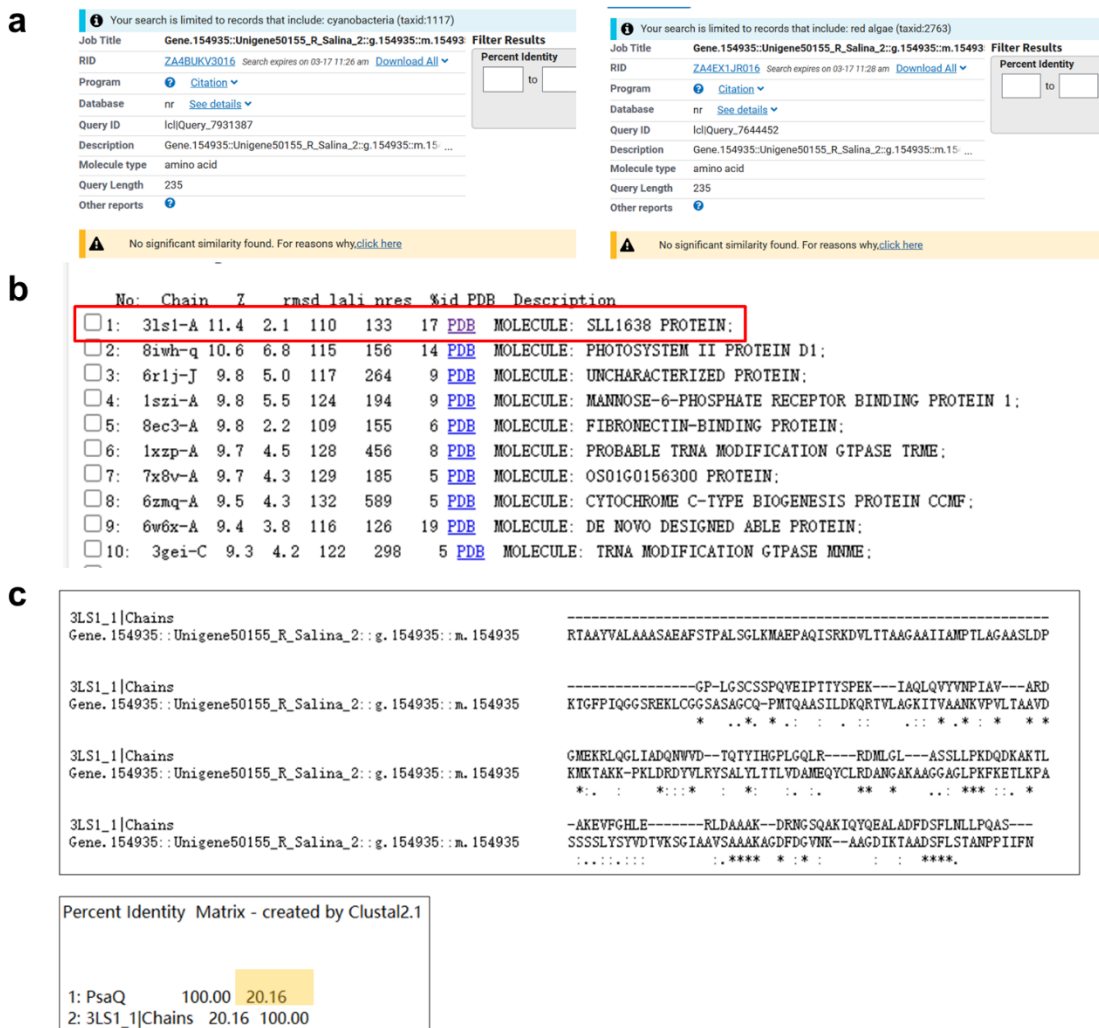 a
Your search is limited to records that include: cyanobacteria (taxid:1117)
Job Title Gene.154935::Unigene50155_R_Salina_2::g.154935::m.15493 Filter Results
RID ZA4BUKV3016 Search expires on 03-17 11:26 am Download All Percent Identity
Program Citation to
Database nr See details
Query ID lcl|Query_7931387
Description Gene.154935::Unigene50155_R_Salina_2::g.154935::m.15 ...
Molecule type amino acid
Query Length 235
Other reports
No significant similarity found. For reasons why,click here
Your search is limited to records that include: red algae (taxid:2763)
Job Title Gene.154935::Unigene50155_R_Salina_2::g.154935::m.1549 Filter Results
RID ZA4EX1JR016 Search expires on 03-17 11:28 am Download All Percent Identity
Program Citation to
Database nr See details
Query ID lcl|Query_7644452
Description Gene.154935::Unigene50155_R_Salina_2::g.154935::m.15 ...
Molecule type amino acid
Query Length 235
Other reports
No significant similarity found. For reasons why,click here
b
No: Chain Z rmsd lali nres %id PDB Description
1: 3ls1-A 11.4 2.1 110 133 17 PDB MOLECULE: SLL1638 PROTEIN;
2: 8iwh-q 10.6 6.8 115 156 14 PDB MOLECULE: PHOTOSYSTEM II PROTEIN D1;
3: 6r1j-J 9.8 5.0 117 264 9 PDB MOLECULE: UNCHARACTERIZED PROTEIN;
4: 1szi-A 9.8 5.5 124 194 9 PDB MOLECULE: MANNOSE-6-PHOSPHATE RECEPTOR BINDING PROTEIN 1;
5: 8ec3-A 9.8 2.2 109 155 6 PDB MOLECULE: FIBRONECTIN-BINDING PROTEIN;
6: 1xzp-A 9.7 4.5 128 456 8 PDB MOLECULE: PROBABLE TRNA MODIFICATION GTPASE TRME;
7: 7x8v-A 9.7 4.3 129 185 5 PDB MOLECULE: OS01G0156300 PROTEIN;
8: 6zmq-A 9.5 4.3 132 589 5 PDB MOLECULE: CYTOCHROME C-TYPE BIOGENESIS PROTEIN CCMF;
9: 6w6x-A 9.4 3.8 116 126 19 PDB MOLECULE: DE NOVO DESIGNED ABLE PROTEIN;
10: 3gei-C 9.3 4.2 122 298 5 PDB MOLECULE: TRNA MODIFICATION GTPASE MNME;
c
3LS1_1|Chains ------------------------------------------------------------
Gene.154935::Unigene50155_R_Salina_2::g.154935::m.154935 RTAAYVALAAASAEAFSTPALSGLKMAEPAQISRKDVLTTAAGAAIIAMPTLAGAASLDP
3LS1_1|Chains ----------------GP-LGSCSSPQVEIPTTYSPEK---IAQLQVYVNPIAV---ARD
Gene.154935::Unigene50155_R_Salina_2::g.154935::m.154935 KTGFPIQGGSREKLCGGSASAGCQ-PMTQAASILDKQRTVLAGKITVAANKVPVLTAAVD
* ..*. * .: : . :: .:: * .* : * * *
3LS1_1|Chains GMEKRLQGLIADQNWVD--TQTYIHGPLGQLR----RDMLGL---ASSLLPKDQDKAKTL
Gene.154935::Unigene50155_R_Salina_2::g.154935::m.154935 KMKTAKK-PKLDRDYVLRYSALYLTTLVDAMEQYCLRDANGAKAAGGAGLPKFKETLKPA
*:. : *:::* : *: :. :. ** * ..: *** ::. *
3LS1_1|Chains -AKEVFGHLE-------RLDAAAK--DRNGSQAKIQYQEALADFDSFLNLLPQAS---
Gene.154935::Unigene50155_R_Salina_2::g.154935::m.154935 SSSSLYSYVDTVKSGIAAVSAAAKAGDFDGVNK--AAGDIKTAADSFLSTANPPIIFN
:..::.::: :.**** * :* : : : ****.
Percent Identity Matrix - created by Clustal2.1
1: PsaQ 100.00 20.16
2: 3LS1_1|Chains 20.16 100.00